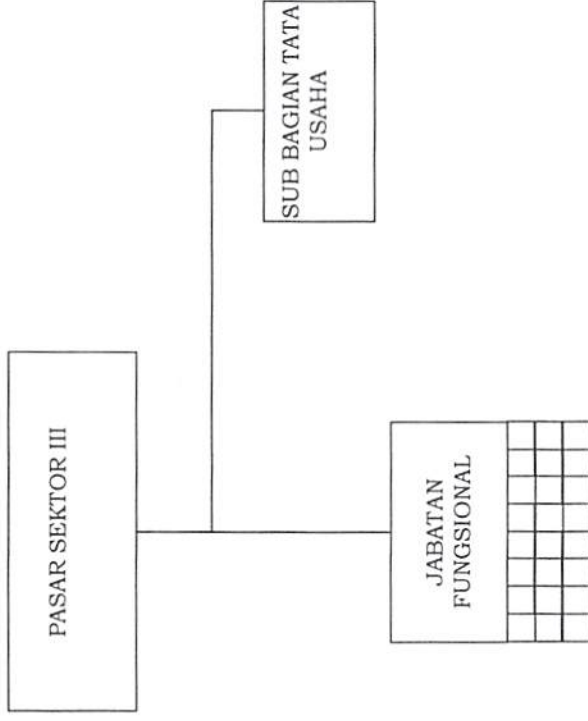 PASAR SEKTOR III
SUB BAGIAN TATA
USAHA
JABATAN
FUNGSIONAL